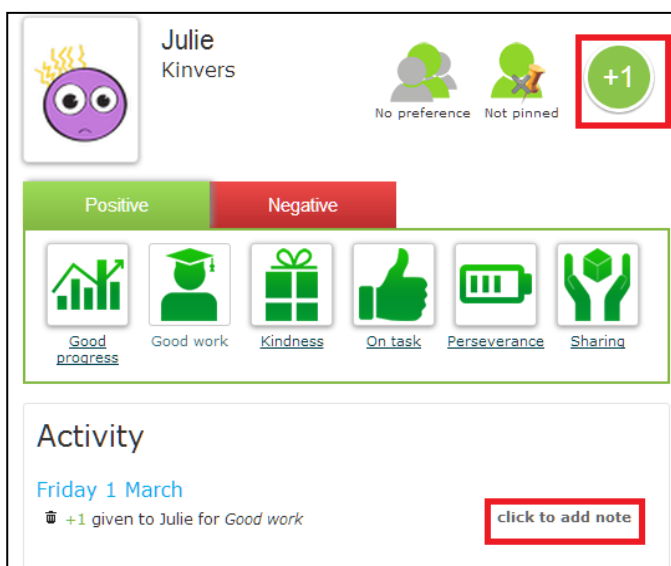 Julie
Kinvers
No preference
Not pinned
+1
Positive
Negative
Good
progress
Good work
Kindness
On task
Perseverance
Sharing
Activity
Friday 1 March
+1 given to Julie for Good work
click to add note